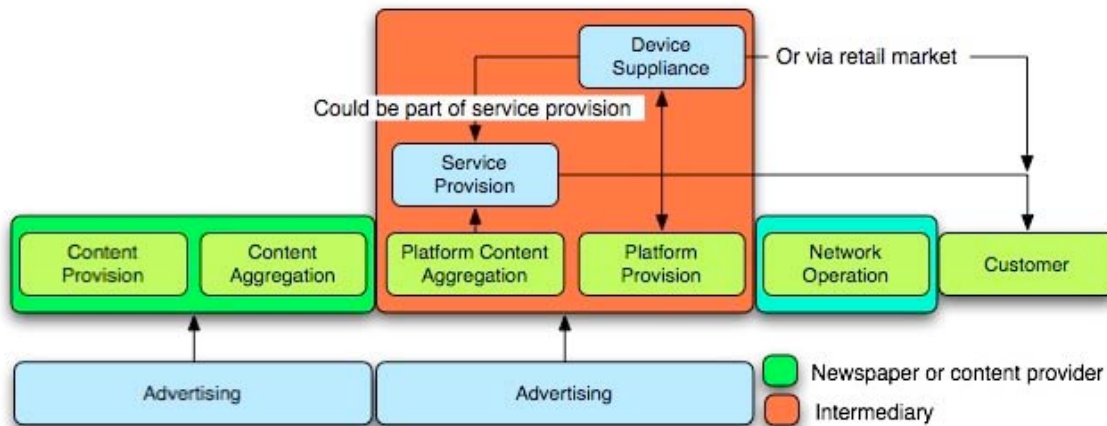 Device
Suppliance
Or via retail market
Could be part of service provision
Service
Provision
Content
Provision
Content
Aggregation
Platform Content
Aggregation
Platform
Provision
Network
Operation
Customer
Advertising
Advertising
Newspaper or content provider
Intermediary